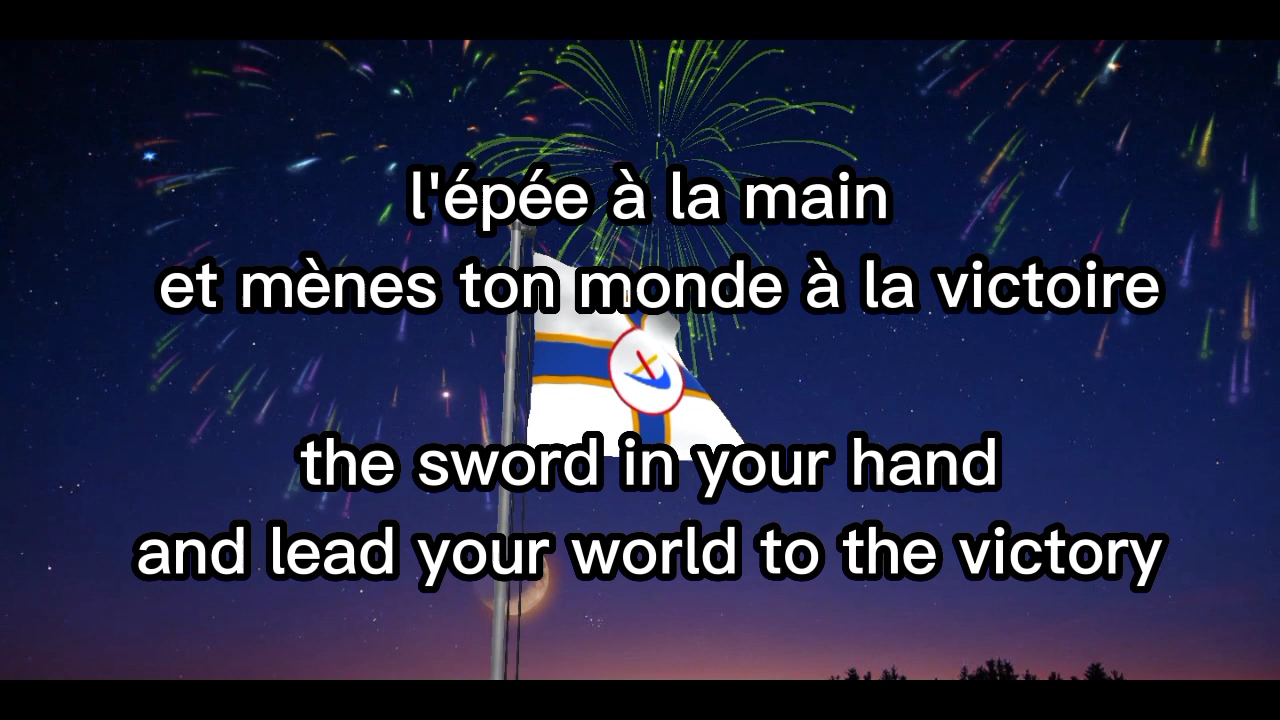 l'épée à la main
et mènes ton monde à la victoire
the sword in your hand
and lead your world to the victory